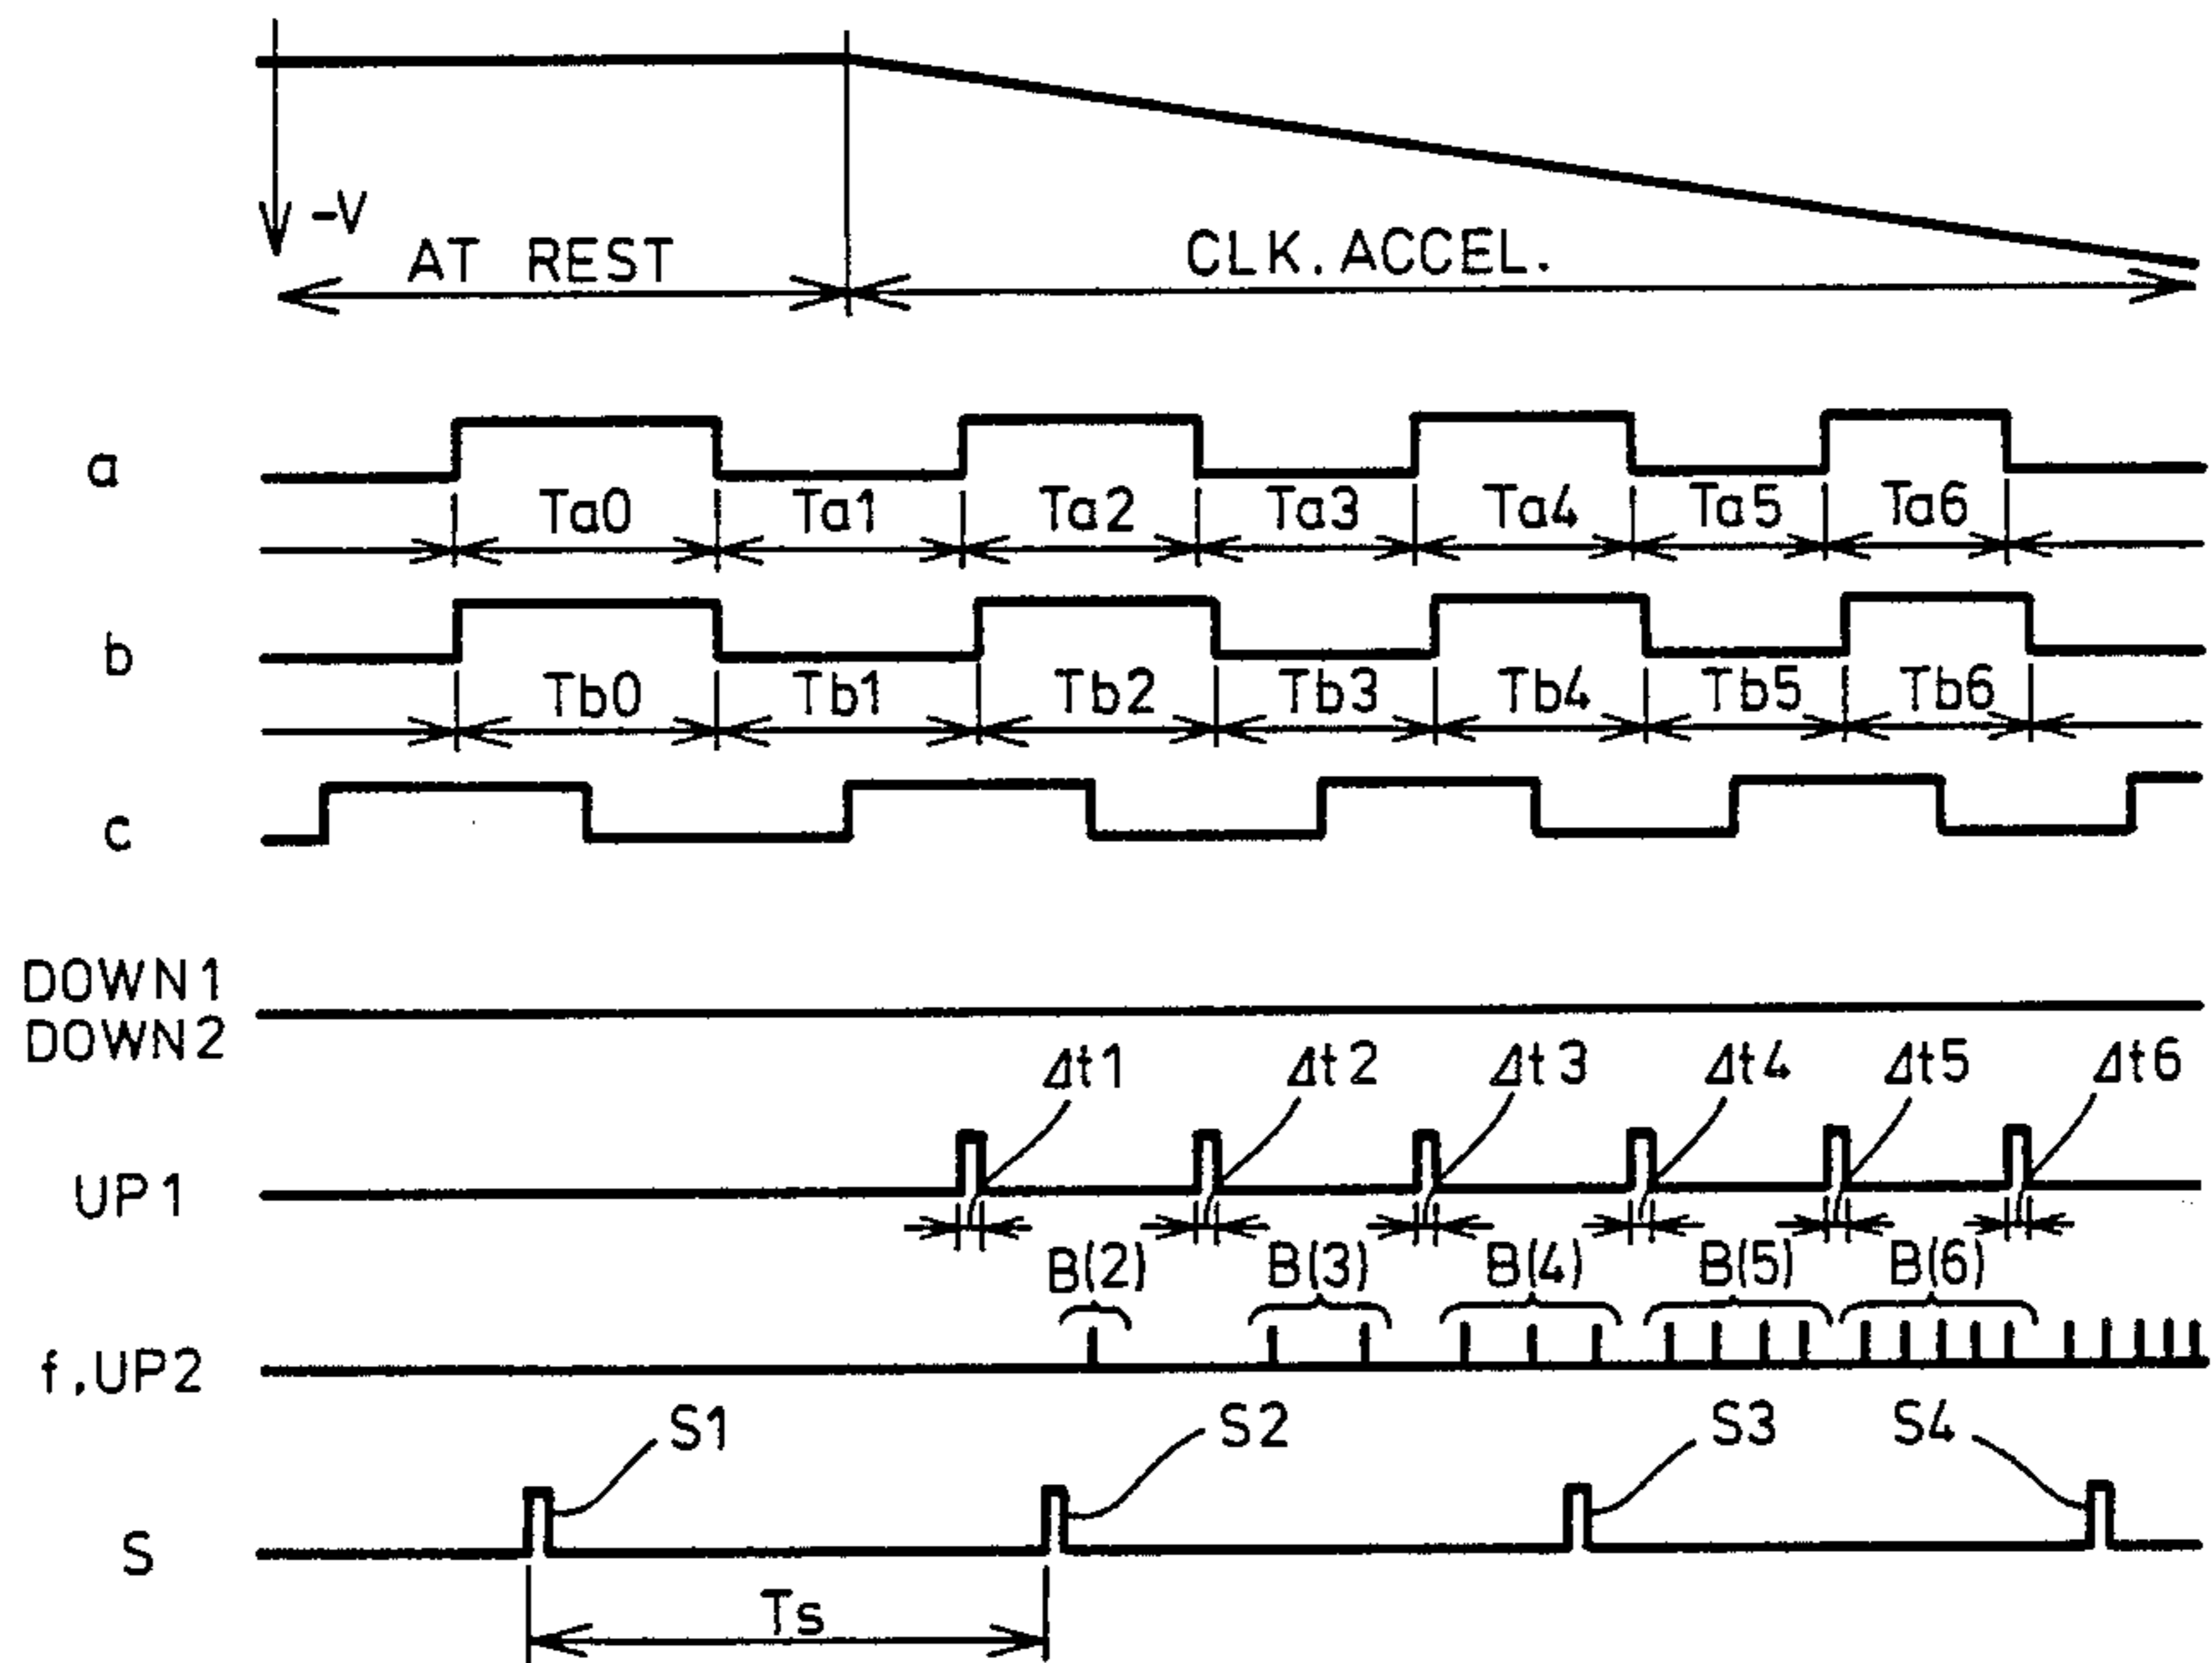 -V
AT REST
CLK. ACCEL.
a
Ta0 Ta1 Ta2 Ta3 Ta4 Ta5 Ta6
b
Tb0 Tb1 Tb2 Tb3 Tb4 Tb5 Tb6
c
DOWN1
DOWN2
Δt1 Δt2 Δt3 Δt4 Δt5 Δt6
UP1
B(2) B(3) B(4) B(5) B(6)
f,UP2
S1 S2 S3 S4
S
Ts